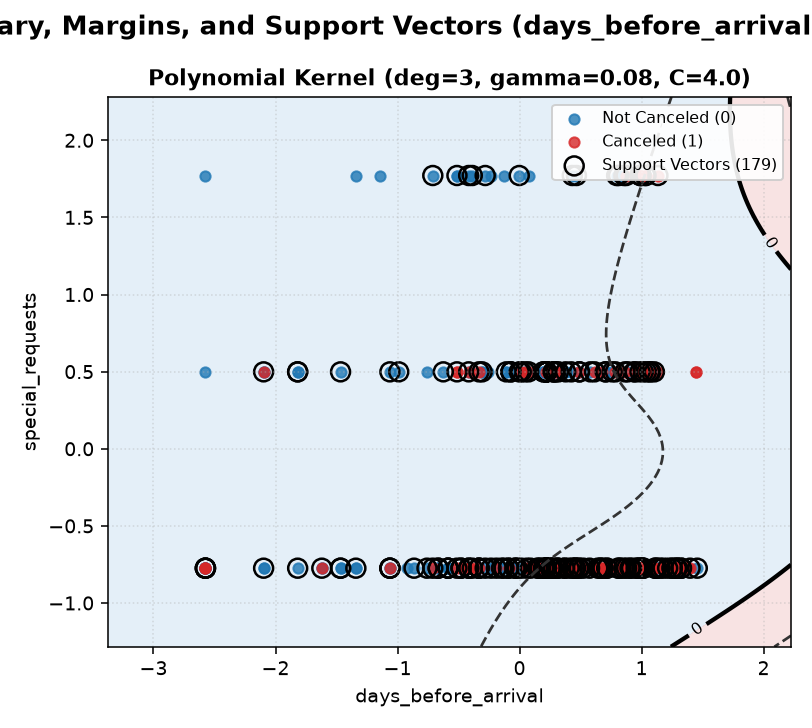 ary, Margins, and Support Vectors (days_before_arrival
Polynomial Kernel (deg=3, gamma=0.08, C=4.0)
Not Canceled (0)
Canceled (1)
Support Vectors (179)
0
0
special_requests
2.0
1.5
1.0
0.5
0.0
−0.5
−1.0
−3 −2 −1 0 1 2
days_before_arrival